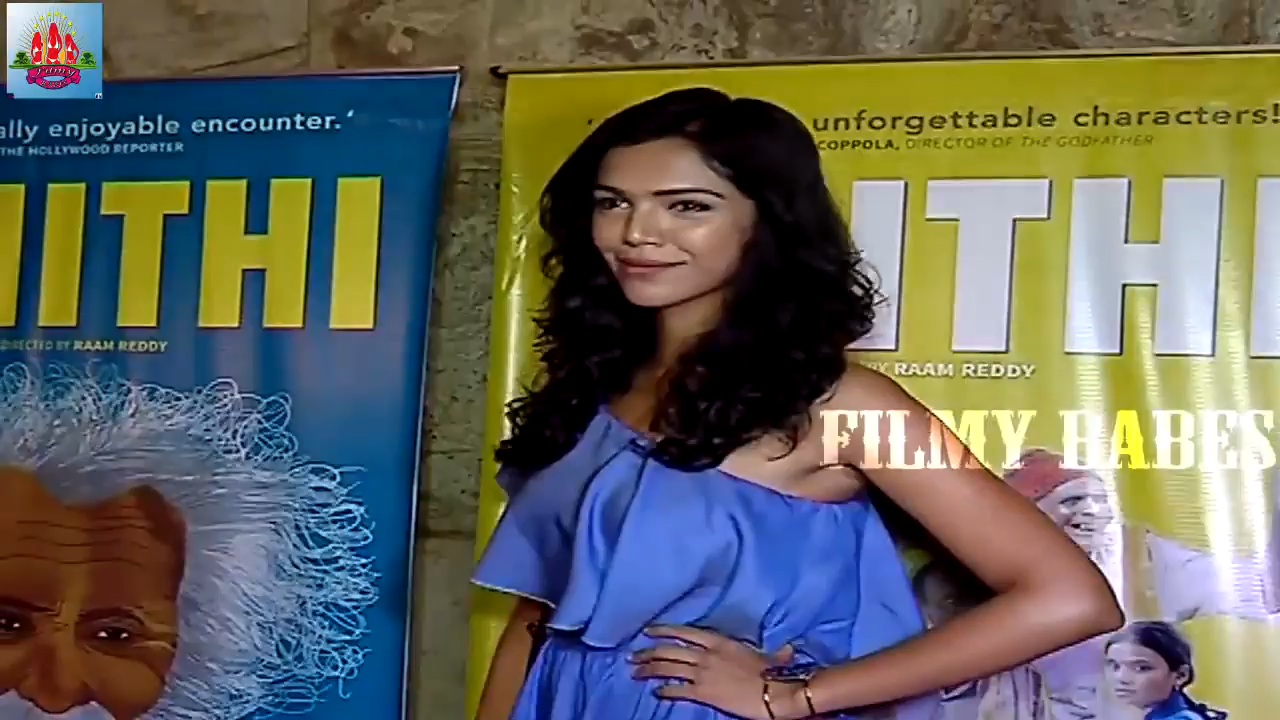 ally enjoyable encounter.‘
THE HOLLYWOOD REPORTER
ITHI
DIRECTED BY RAAM REDDY
unforgettable characters!
COPPOLA, DIRECTOR OF THE GODFATHER
ITH
BY RAAM REDDY
FILMY BABES